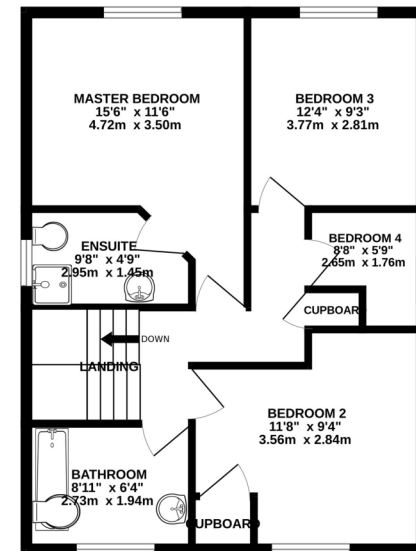 MASTER BEDROOM
15'6" x 11'6"
4.72m x 3.50m
BEDROOM 3
12'4" x 9'3"
3.77m x 2.81m
ENSUITE
9'8" x 4'9"
2.95m x 1.45m
BEDROOM 4
8'8" x 5'9"
2.65m x 1.76m
CUPBOARD
DOWN
LANDING
BEDROOM 2
11'8" x 9'4"
3.56m x 2.84m
BATHROOM
8'11" x 6'4"
2.73m x 1.94m
CUPBOARD